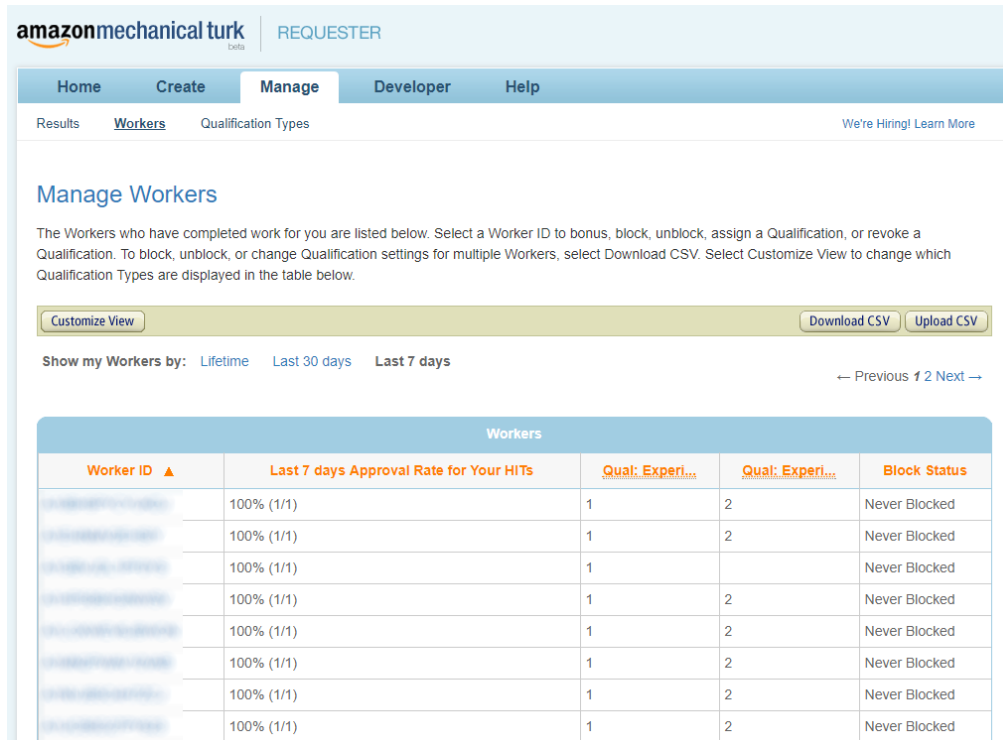 amazonmechanical turk
beta
REQUESTER
Home Create Manage Developer Help
Results Workers Qualification Types We're Hiring! Learn More
Manage Workers
The Workers who have completed work for you are listed below. Select a Worker ID to bonus, block, unblock, assign a Qualification, or revoke a
Qualification. To block, unblock, or change Qualification settings for multiple Workers, select Download CSV. Select Customize View to change which
Qualification Types are displayed in the table below.
Customize View Download CSV Upload CSV
Show my Workers by: Lifetime Last 30 days Last 7 days
← Previous 1 2 Next →
Workers
Worker ID ▲ Last 7 days Approval Rate for Your HITs Qual: Experi... Qual: Experi... Block Status
100% (1/1) 1 2 Never Blocked
100% (1/1) 1 2 Never Blocked
100% (1/1) 1 Never Blocked
100% (1/1) 1 2 Never Blocked
100% (1/1) 1 2 Never Blocked
100% (1/1) 1 2 Never Blocked
100% (1/1) 1 2 Never Blocked
100% (1/1) 1 2 Never Blocked